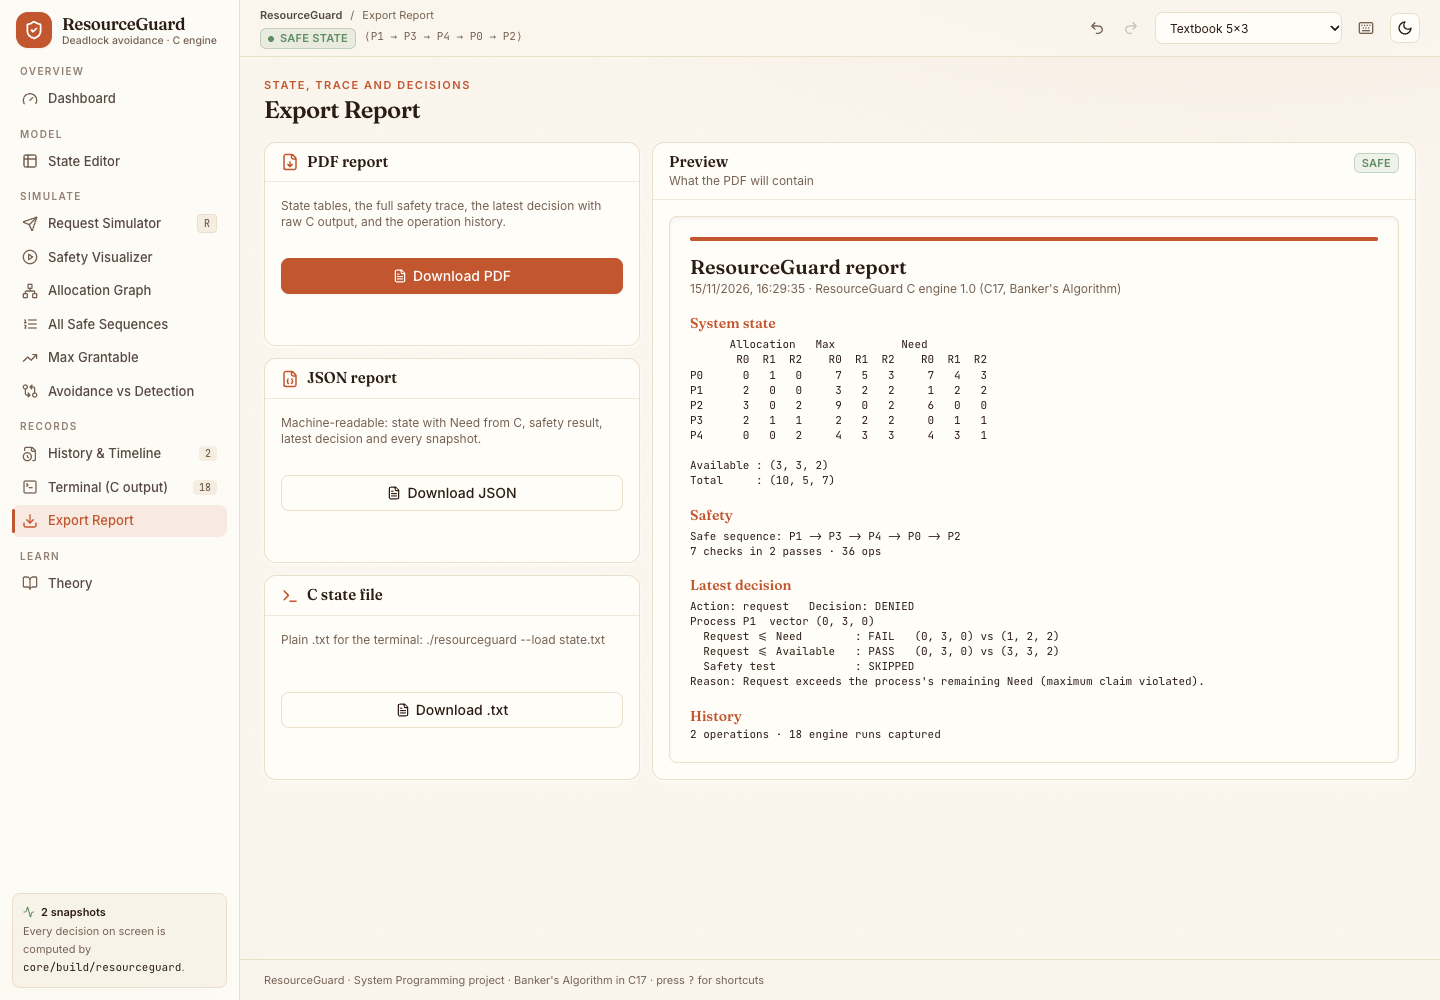 ResourceGuard
Deadlock avoidance · C engine
OVERVIEW
Dashboard
MODEL
State Editor
SIMULATE
Request Simulator R
Safety Visualizer
Allocation Graph
All Safe Sequences
Max Grantable
Avoidance vs Detection
RECORDS
History & Timeline 2
Terminal (C output) 18
Export Report
LEARN
Theory
2 snapshots
Every decision on screen is
computed by
core/build/resourceguard.
ResourceGuard / Export Report
SAFE STATE ⟨P1 → P3 → P4 → P0 → P2⟩
Textbook 5×3
STATE, TRACE AND DECISIONS
Export Report
PDF report
State tables, the full safety trace, the latest decision with
raw C output, and the operation history.
Download PDF
JSON report
Machine-readable: state with Need from C, safety result,
latest decision and every snapshot.
Download JSON
C state file
Plain .txt for the terminal: ./resourceguard --load state.txt
Download .txt
Preview
What the PDF will contain
SAFE
ResourceGuard report
15/11/2026, 16:29:35 · ResourceGuard C engine 1.0 (C17, Banker's Algorithm)
System state
Allocation Max Need
R0 R1 R2 R0 R1 R2 R0 R1 R2
P0 0 1 0 7 5 3 7 4 3
P1 2 0 0 3 2 2 1 2 2
P2 3 0 2 9 0 2 6 0 0
P3 2 1 1 2 2 2 0 1 1
P4 0 0 2 4 3 3 4 3 1
Available : (3, 3, 2)
Total : (10, 5, 7)
Safety
Safe sequence: P1 → P3 → P4 → P0 → P2
7 checks in 2 passes · 36 ops
Latest decision
Action: request Decision: DENIED
Process P1 vector (0, 3, 0)
Request ≤ Need : FAIL (0, 3, 0) vs (1, 2, 2)
Request ≤ Available : PASS (0, 3, 0) vs (3, 3, 2)
Safety test : SKIPPED
Reason: Request exceeds the process's remaining Need (maximum claim violated).
History
2 operations · 18 engine runs captured
ResourceGuard · System Programming project · Banker's Algorithm in C17 · press ? for shortcuts